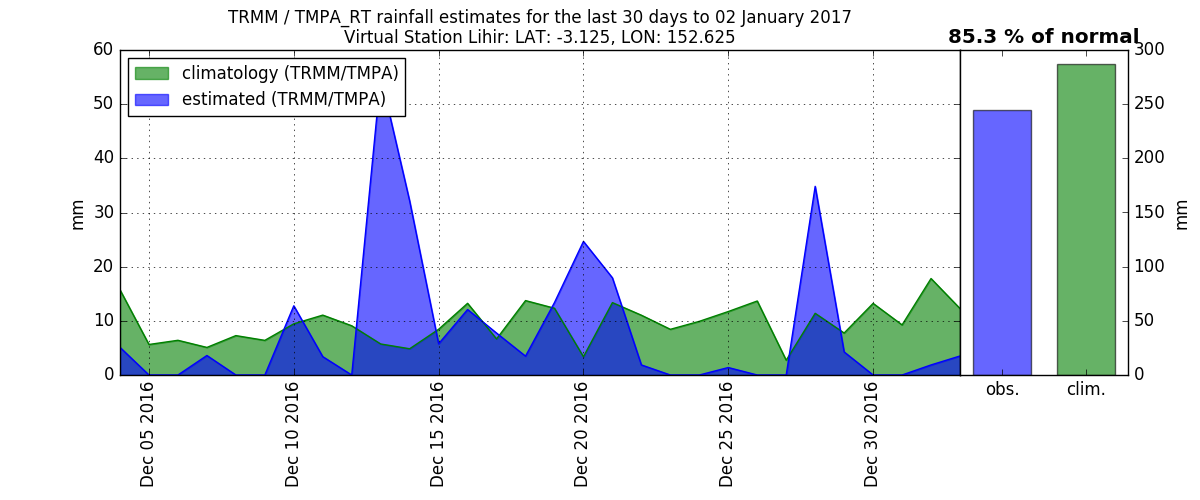 TRMM / TMPA_RT rainfall estimates for the last 30 days to 02 January 2017
Virtual Station Lihir: LAT: -3.125, LON: 152.625
85.3 % of normal
climatology (TRMM/TMPA)
estimated (TRMM/TMPA)
60
50
40
30
20
10
0
mm
Dec 05 2016
Dec 10 2016
Dec 15 2016
Dec 20 2016
Dec 25 2016
Dec 30 2016
300
250
200
150
100
50
0
mm
obs.
clim.